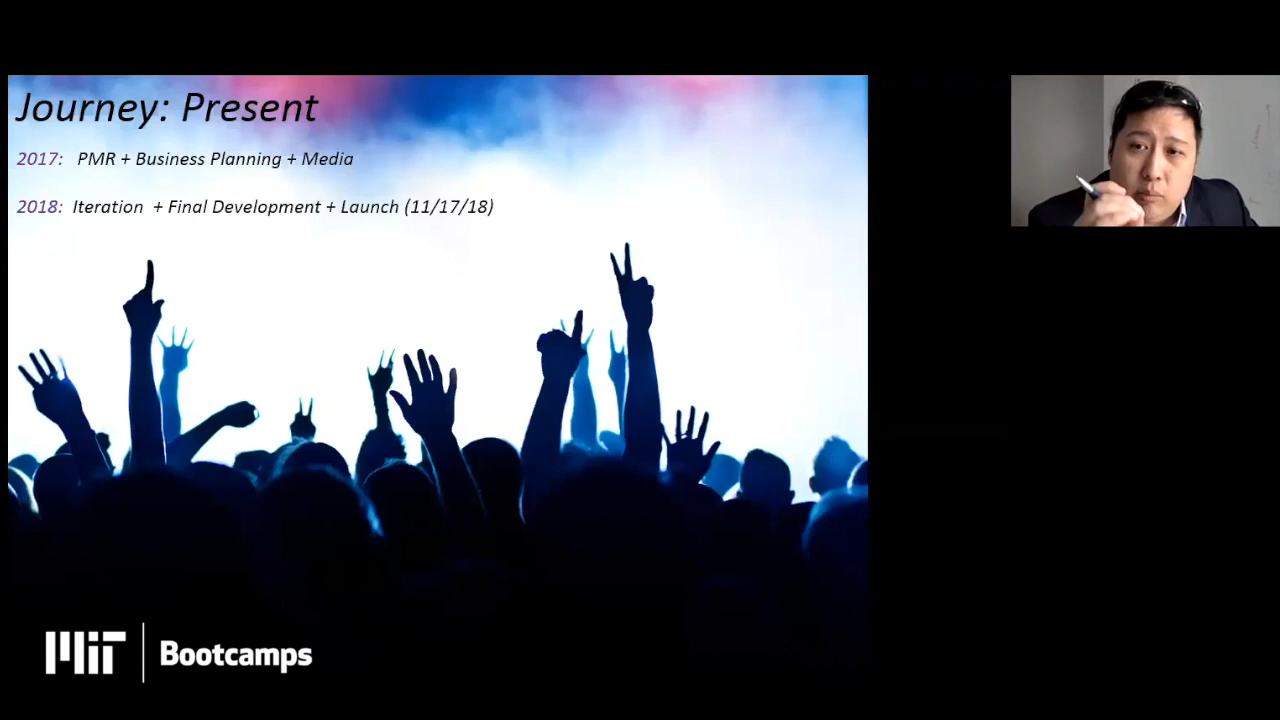 Journey: Present
2017: PMR + Business Planning + Media
2018: Iteration + Final Development + Launch (11/17/18)
MIT Bootcamps